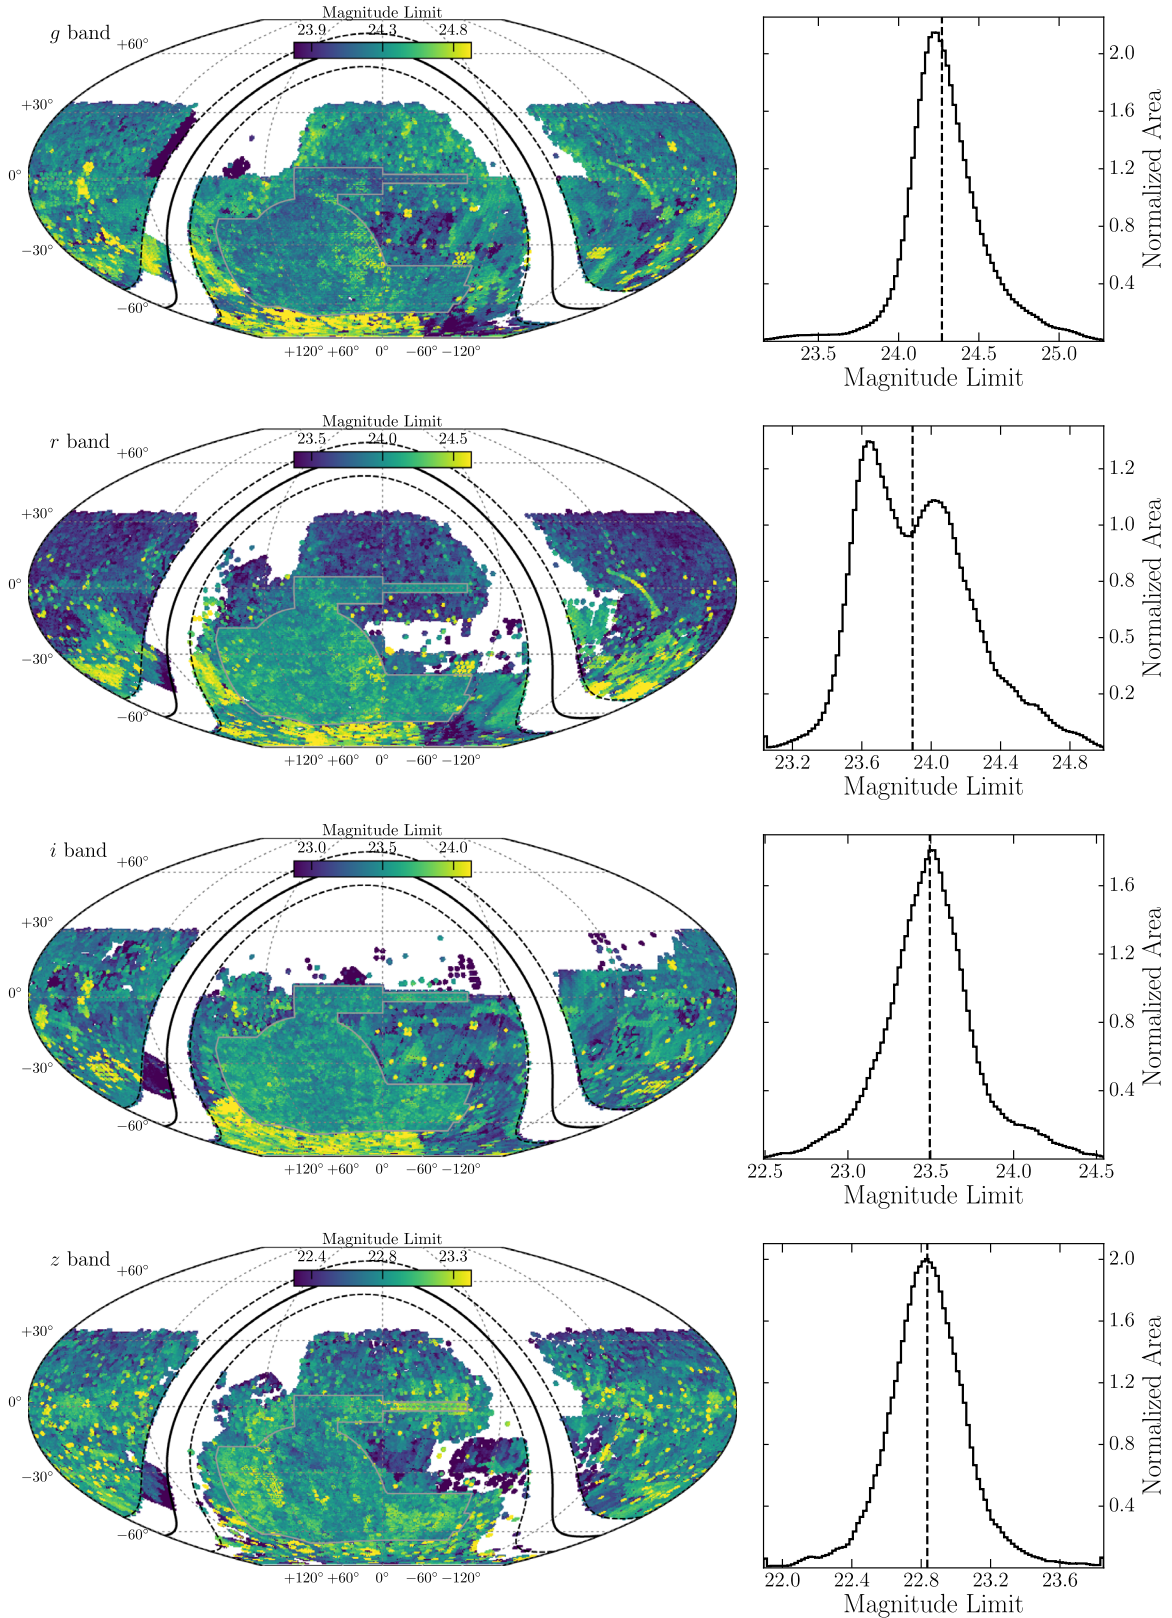 Magnitude Limit
g band
23.9 24.3 24.8
+60°
+30°
0°
−30°
−60°
+120° +60° 0° −60° −120°
2.0
1.6
1.2
0.8
0.4
Normalized Area
23.5 24.0 24.5 25.0
Magnitude Limit
Magnitude Limit
r band
23.5 24.0 24.5
+60°
+30°
0°
−30°
−60°
+120° +60° 0° −60° −120°
1.2
1.0
0.8
0.5
0.2
Normalized Area
23.2 23.6 24.0 24.4 24.8
Magnitude Limit
Magnitude Limit
i band
23.0 23.5 24.0
+60°
+30°
0°
−30°
−60°
+120° +60° 0° −60° −120°
1.6
1.2
0.8
0.4
Normalized Area
22.5 23.0 23.5 24.0 24.5
Magnitude Limit
Magnitude Limit
z band
22.4 22.8 23.3
+60°
+30°
0°
−30°
−60°
+120° +60° 0° −60° −120°
2.0
1.6
1.2
0.8
0.4
Normalized Area
22.0 22.4 22.8 23.2 23.6
Magnitude Limit